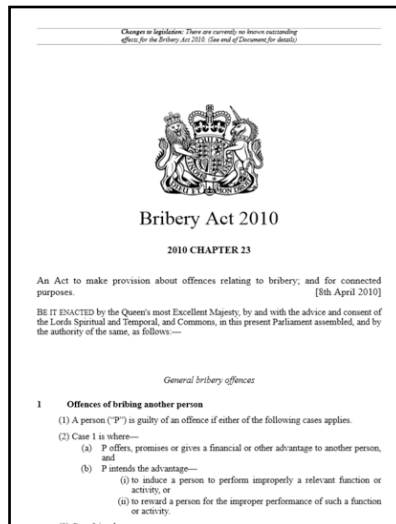 Changes to legislation: There are currently no known outstanding
effects for the Bribery Act 2010. (See end of Document for details)
Bribery Act 2010
2010 CHAPTER 23
An Act to make provision about offences relating to bribery; and for connected
purposes. [8th April 2010]
BE IT ENACTED by the Queen's most Excellent Majesty, by and with the advice and consent of
the Lords Spiritual and Temporal, and Commons, in this present Parliament assembled, and by
the authority of the same, as follows:—
General bribery offences
1 Offences of bribing another person
(1) A person (“P”) is guilty of an offence if either of the following cases applies.
(2) Case 1 is where—
(a) P offers, promises or gives a financial or other advantage to another person,
and
(b) P intends the advantage—
(i) to induce a person to perform improperly a relevant function or
activity, or
(ii) to reward a person for the improper performance of such a function
or activity.